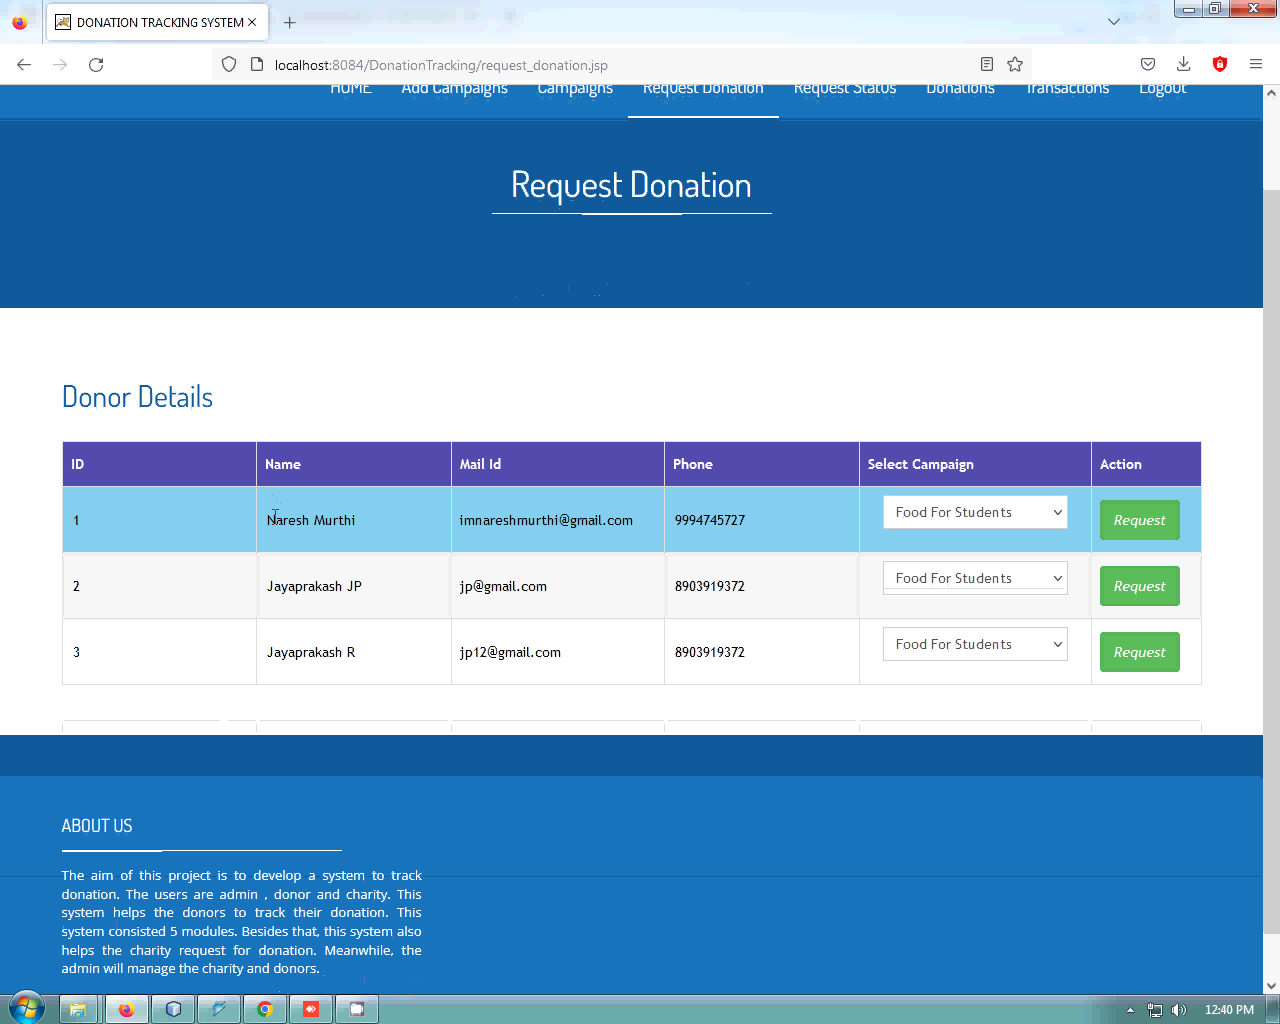 DONATION TRACKING SYSTEM
localhost:8084/DonationTracking/request_donation.jsp
HOME Add Campaigns Campaigns Request Donation Request Status Donations Transactions Logout
Request Donation
Donor Details
ID Name Mail Id Phone Select Campaign Action
1 Naresh Murthi imnareshmurthi@gmail.com 9994745727 Food For Students Request
2 Jayaprakash JP jp@gmail.com 8903919372 Food For Students Request
3 Jayaprakash R jp12@gmail.com 8903919372 Food For Students Request
ABOUT US
The aim of this project is to develop a system to track
donation. The users are admin , donor and charity. This
system helps the donors to track their donation. This
system consisted 5 modules. Besides that, this system also
helps the charity request for donation. Meanwhile, the
admin will manage the charity and donors.
12:40 PM